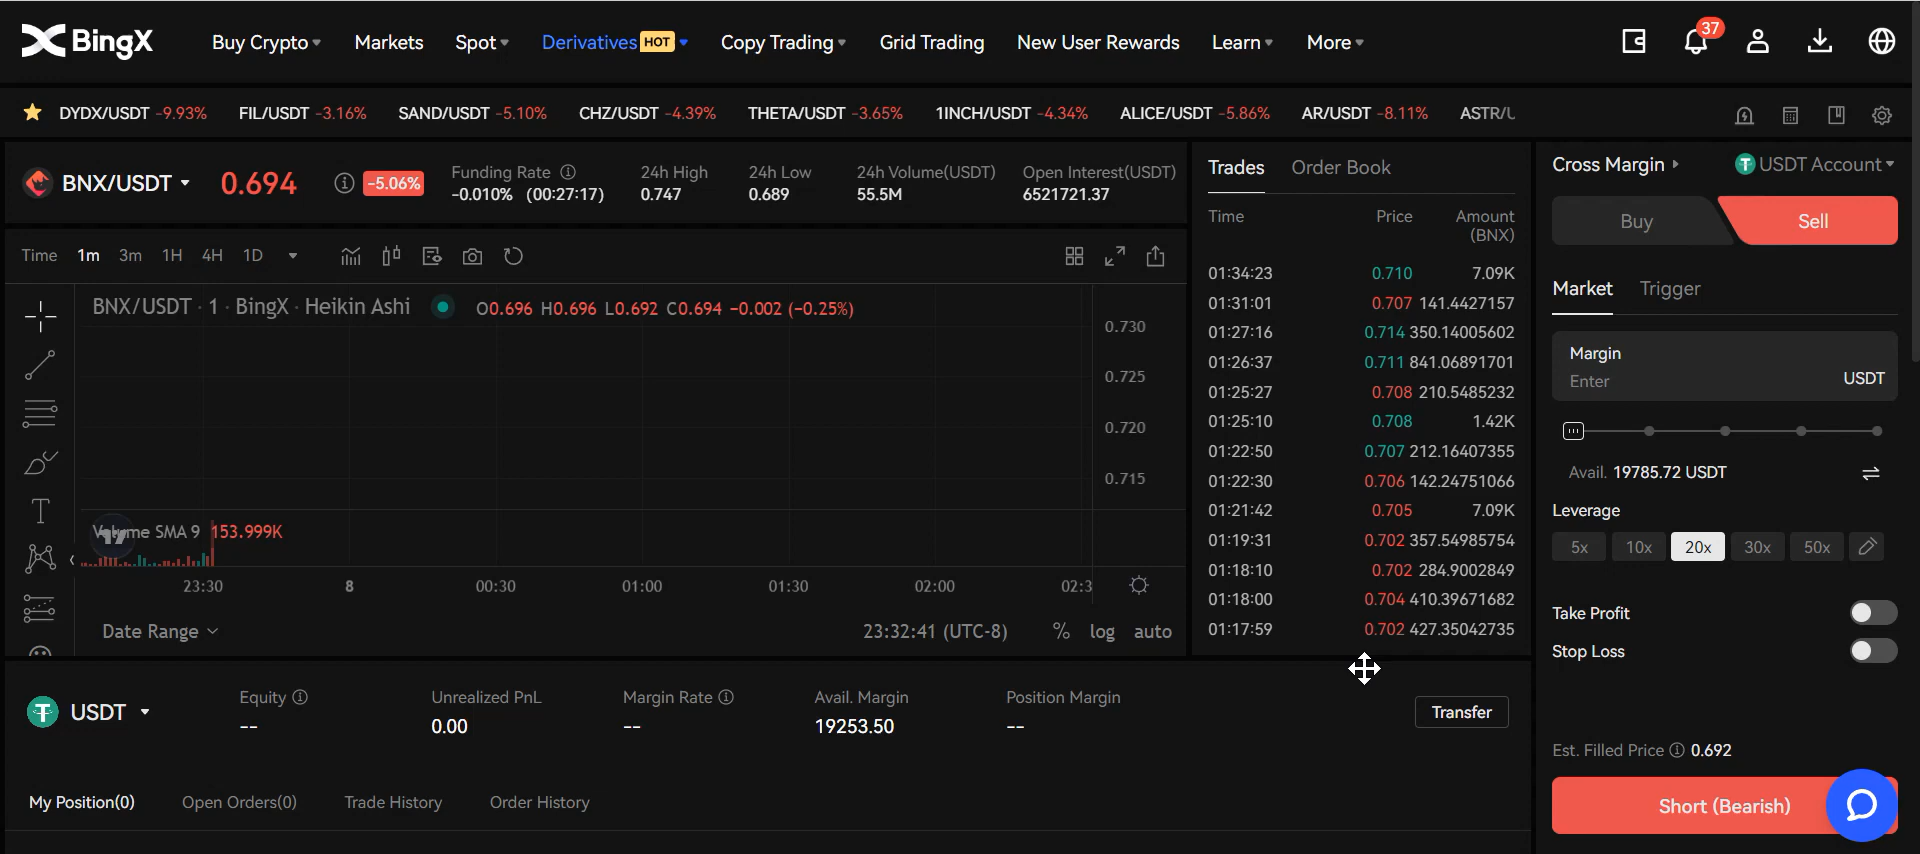 BingX Buy Crypto Markets Spot Derivatives HOT Copy Trading Grid Trading New User Rewards Learn More 37
DYDX/USDT -9.93% FIL/USDT -3.16% SAND/USDT -5.10% CHZ/USDT -4.39% THETA/USDT -3.65% 1INCH/USDT -4.34% ALICE/USDT -5.86% AR/USDT -8.11% ASTR/U
BNX/USDT 0.694 -5.06%
Funding Rate 24h High 24h Low 24h Volume(USDT) Open Interest(USDT)
-0.010% (00:27:17) 0.747 0.689 55.5M 6521721.37
Time 1m 3m 1H 4H 1D
BNX/USDT · 1 · BingX · Heikin Ashi O0.696 H0.696 L0.692 C0.694 -0.002 (-0.25%)
0.730
0.725
0.720
0.715
Volume SMA 9 153.999K
23:30 8 00:30 01:00 01:30 02:00 02:3
Date Range 23:32:41 (UTC-8) % log auto
Trades Order Book
Time Price Amount
(BNX)
01:34:23 0.710 7.09K
01:31:01 0.707 141.4427157
01:27:16 0.714 350.14005602
01:26:37 0.711 841.06891701
01:25:27 0.708 210.5485232
01:25:10 0.708 1.42K
01:22:50 0.707 212.16407355
01:22:30 0.706 142.24751066
01:21:42 0.705 7.09K
01:19:31 0.702 357.54985754
01:18:10 0.702 284.9002849
01:18:00 0.704 410.39671682
01:17:59 0.702 427.35042735
Cross Margin USDT Account
Buy Sell
Market Trigger
Margin
Enter USDT
Avail. 19785.72 USDT
Leverage
5x 10x 20x 30x 50x
Take Profit
Stop Loss
Est. Filled Price 0.692
Short (Bearish)
USDT
Equity Unrealized PnL Margin Rate Avail. Margin Position Margin
-- 0.00 -- 19253.50 --
Transfer
My Position(0) Open Orders(0) Trade History Order History